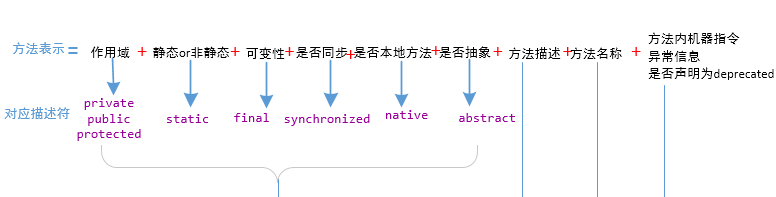 方法表示= 作用域 + 静态or非静态 + 可变性 + 是否同步 + 是否本地方法 + 是否抽象 + 方法描述 + 方法名称 + 方法内机器指令
异常信息
是否声明为deprecated
对应描述符 private public protected static final synchronized native abstract